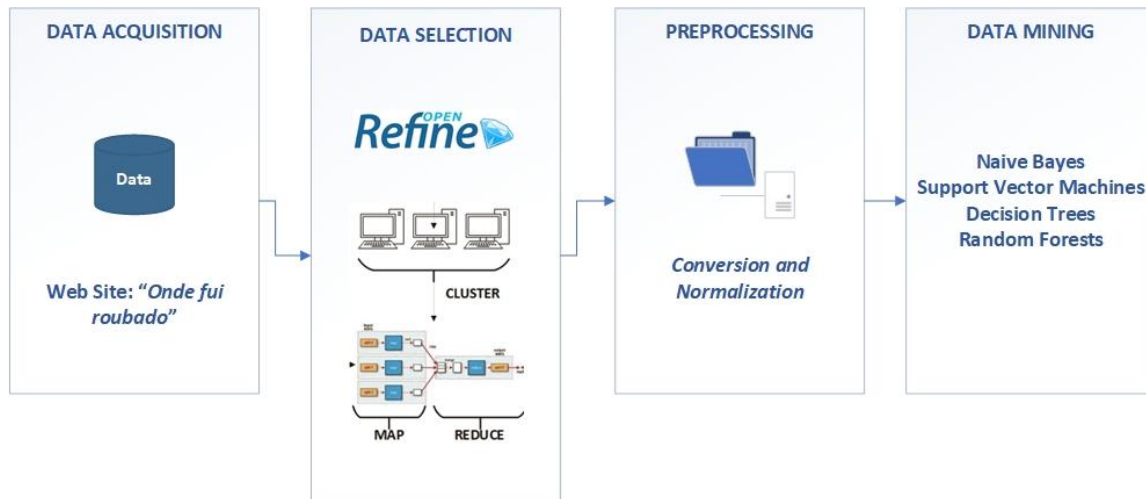 DATA ACQUISITION
Data
Web Site: “Onde fui
roubado”
DATA SELECTION
OPEN
Refine
CLUSTER
MAP
REDUCE
PREPROCESSING
Conversion and
Normalization
DATA MINING
Naive Bayes
Support Vector Machines
Decision Trees
Random Forests